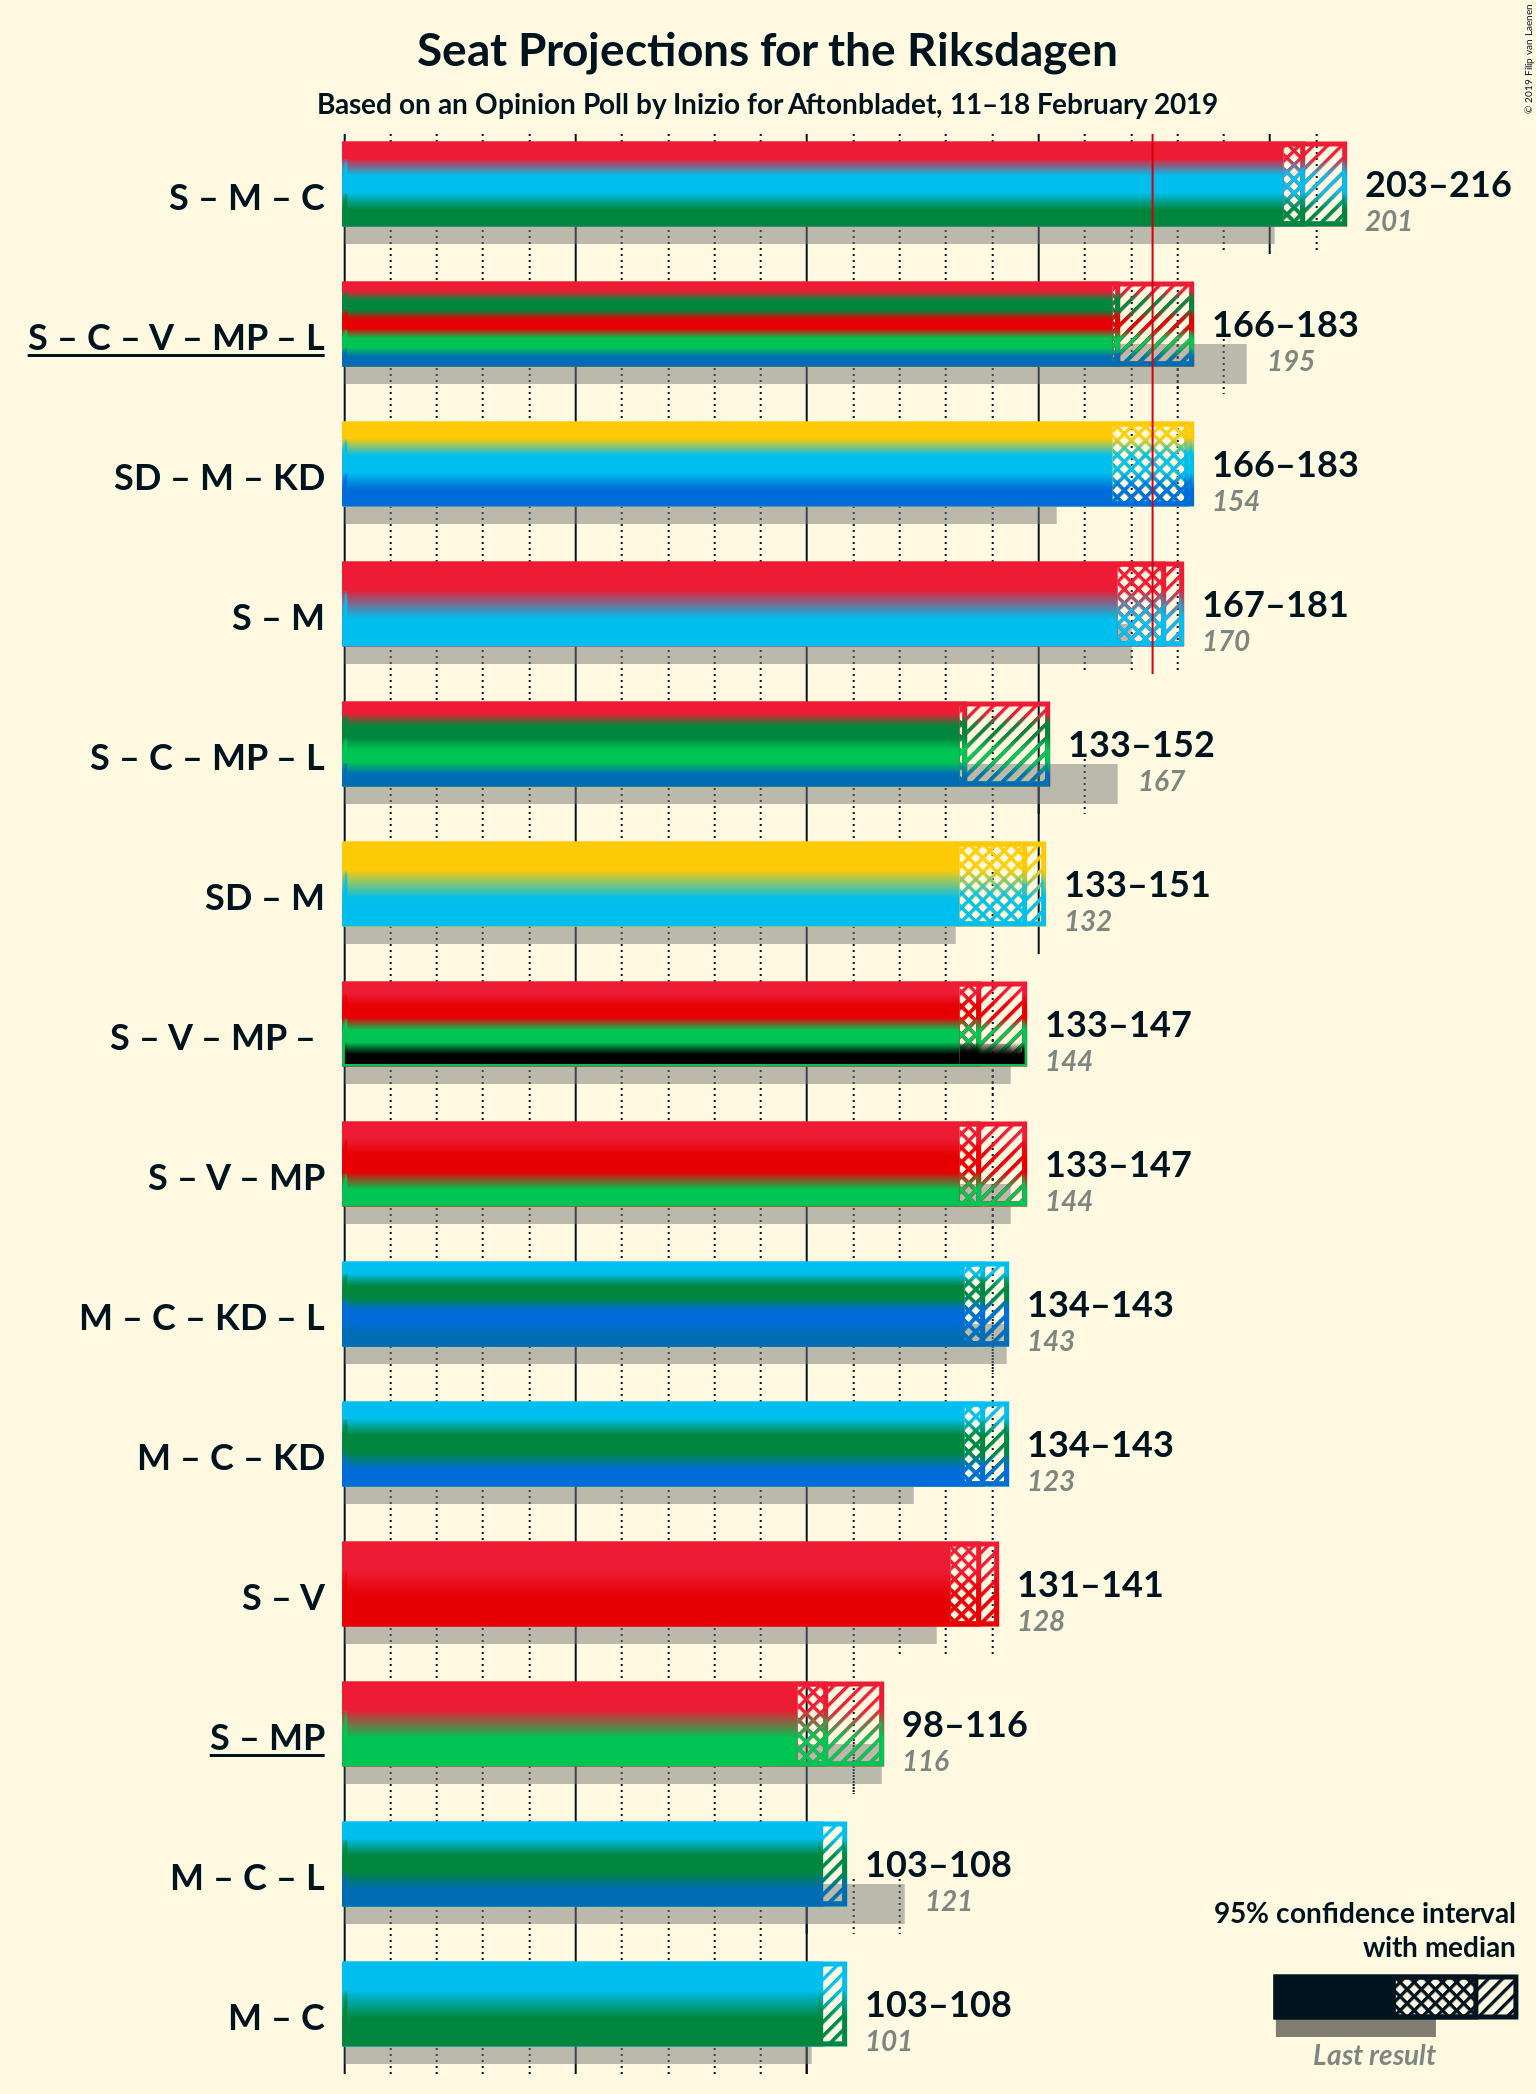 Seat Projections for the Riksdagen
Based on an Opinion Poll by Inizio for Aftonbladet, 11–18 February 2019
© 2019 Filip van Laenen
S – M – C
203–216
201
S – C – V – MP – L
166–183
195
SD – M – KD
166–183
154
S – M
167–181
170
S – C – MP – L
133–152
167
SD – M
133–151
132
S – V – MP –
133–147
144
S – V – MP
133–147
144
M – C – KD – L
134–143
143
M – C – KD
134–143
123
S – V
131–141
128
S – MP
98–116
116
M – C – L
103–108
121
M – C
103–108
101
95% confidence interval
with median
Last result